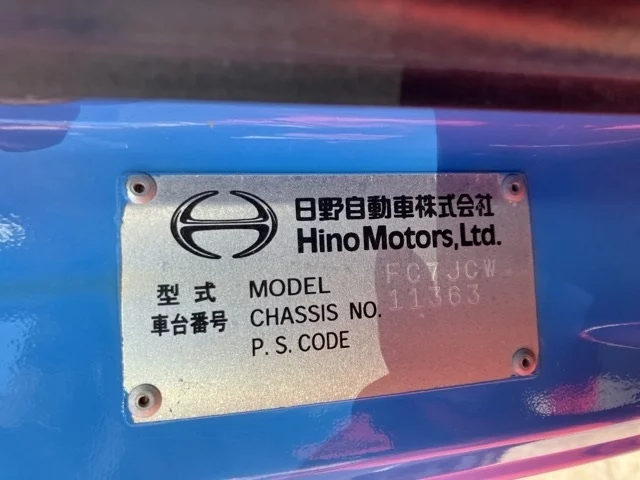 日野自動車株式会社
Hino Motors, Ltd.
型式 MODEL FC7JCW
車台番号 CHASSIS NO. 11363
P. S. CODE